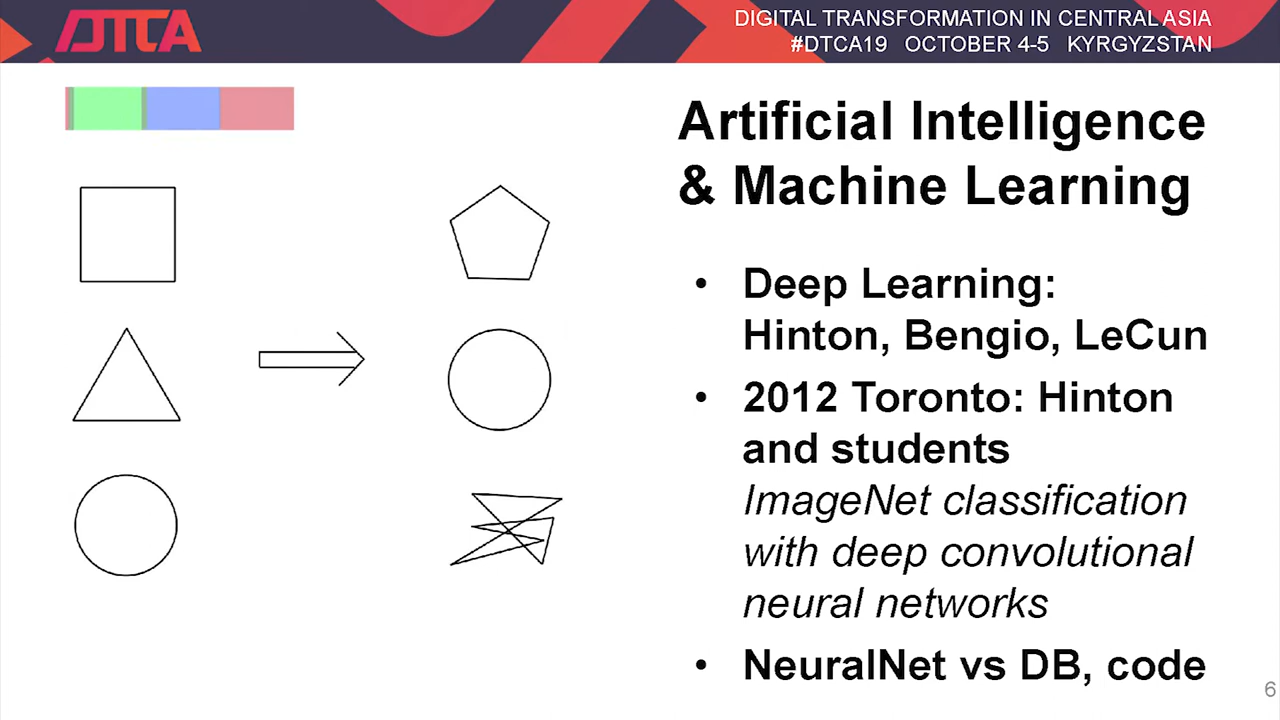 DTCA
DIGITAL TRANSFORMATION IN CENTRAL ASIA
#DTCA19 OCTOBER 4-5 KYRGYZSTAN
Artificial Intelligence
& Machine Learning
• Deep Learning:
Hinton, Bengio, LeCun
• 2012 Toronto: Hinton
and students
ImageNet classification
with deep convolutional
neural networks
• NeuralNet vs DB, code
6